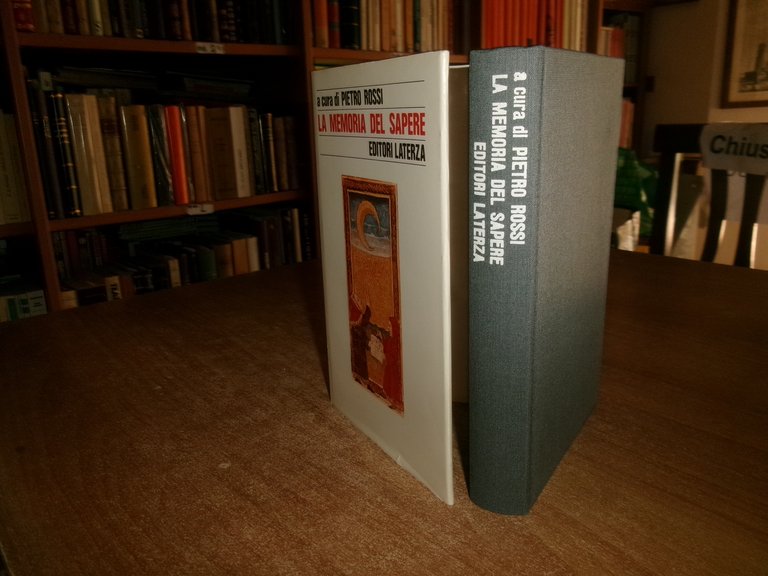 a cura di PIETRO ROSSI
LA MEMORIA DEL SAPERE
EDITORI LATERZA
a cura di PIETRO ROSSI
LA MEMORIA DEL SAPERE
EDITORI LATERZA
Chius